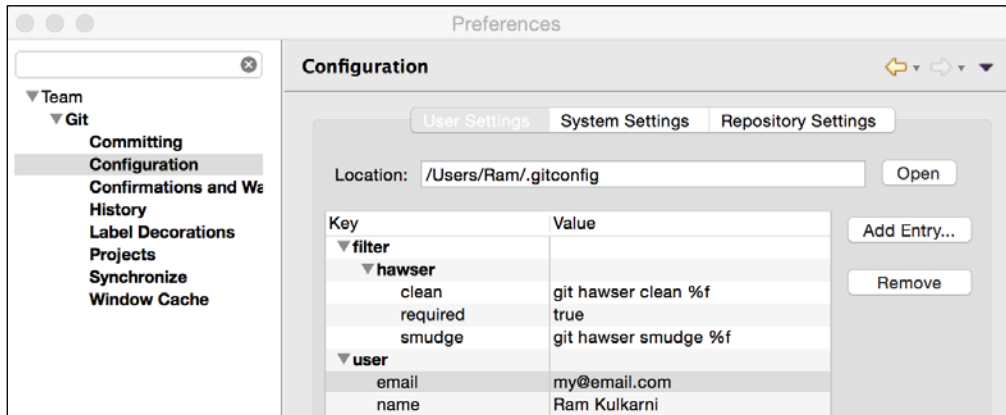 Preferences
Team
Git
Committing
Configuration
Confirmations and Wa
History
Label Decorations
Projects
Synchronize
Window Cache
Configuration
User Settings System Settings Repository Settings
Location: /Users/Ram/.gitconfig Open
Key Value
filter
hawser
clean git hawser clean %f
required true
smudge git hawser smudge %f
user
email my@email.com
name Ram Kulkarni
Add Entry...
Remove